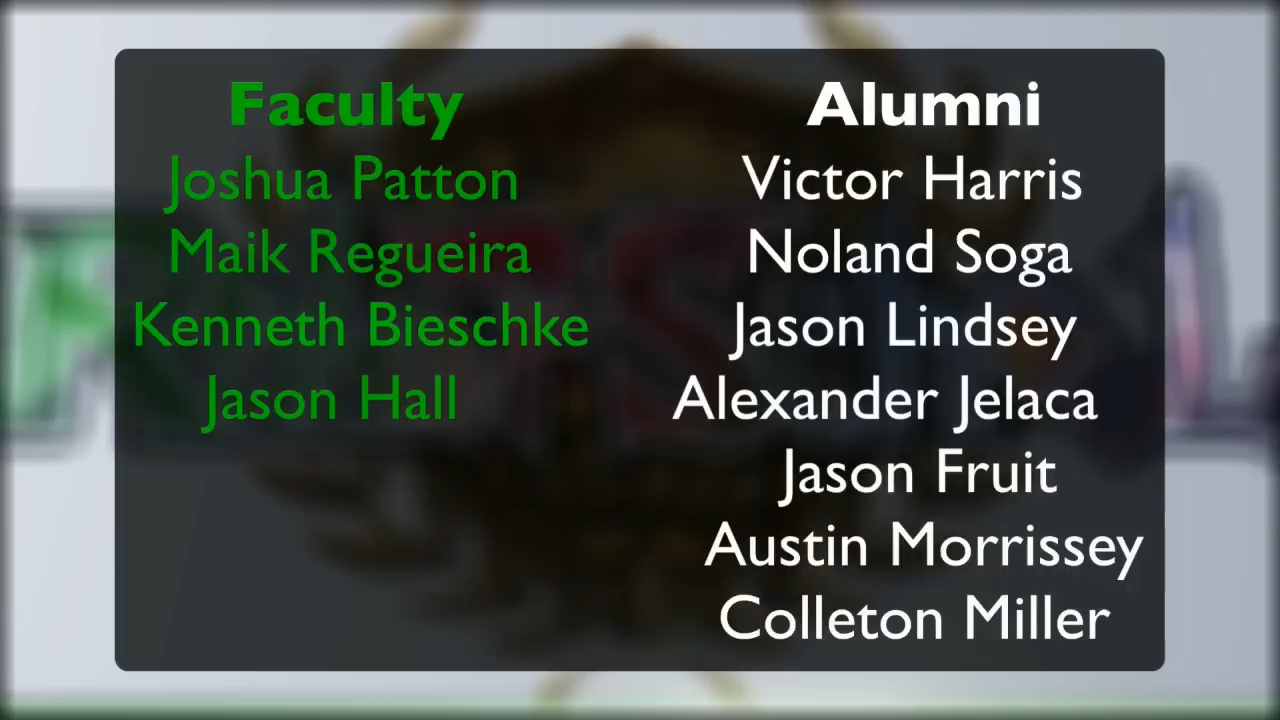 Faculty
Joshua Patton
Maik Regueira
Kenneth Bieschke
Jason Hall
Alumni
Victor Harris
Noland Soga
Jason Lindsey
Alexander Jelaca
Jason Fruit
Austin Morrissey
Colleton Miller